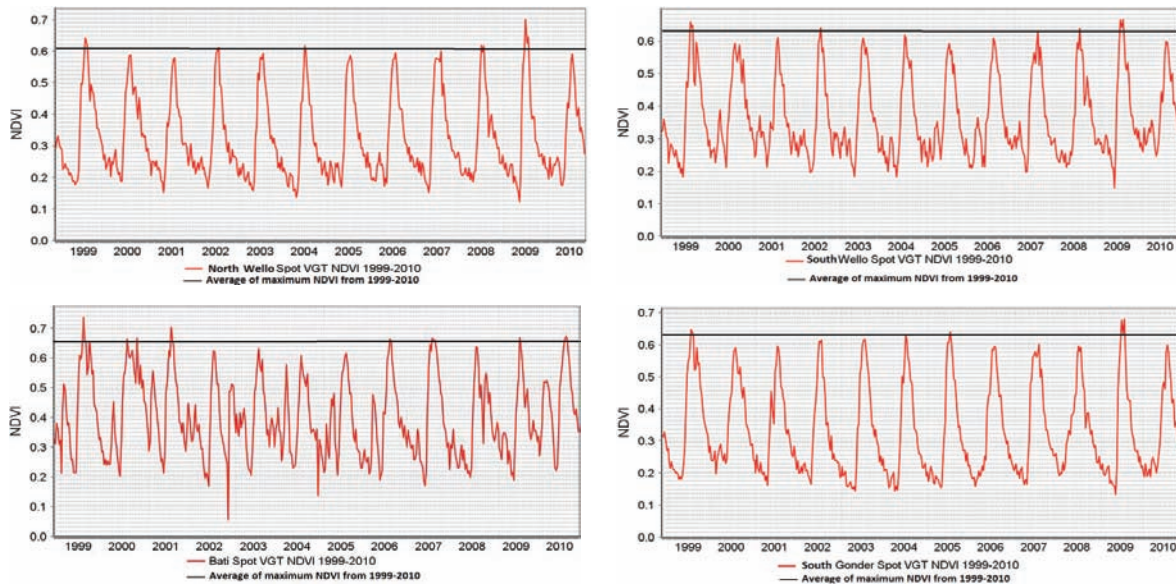 0.7
0.6
0.5
0.4
0.3
0.2
0.1
0.0
NDVI
1999 2000 2001 2002 2003 2004 2005 2006 2007 2008 2009 2010
North Wello Spot VGT NDVI 1999-2010
Average of maximum NDVI from 1999-2010
0.6
0.5
0.4
0.3
0.2
0.1
0.0
NDVI
1999 2000 2001 2002 2003 2004 2005 2006 2007 2008 2009 2010
South Wello Spot VGT NDVI 1999-2010
Average of maximum NDVI from 1999-2010
0.7
0.6
0.5
0.4
0.3
0.2
0.1
0.0
NDVI
1999 2000 2001 2002 2003 2004 2005 2006 2007 2008 2009 2010
Bati Spot VGT NDVI 1999-2010
Average of maximum NDVI from 1999-2010
0.7
0.6
0.5
0.4
0.3
0.2
0.1
0.0
NDVI
1999 2000 2001 2002 2003 2004 2005 2006 2007 2008 2009 2010
South Gonder Spot VGT NDVI 1999-2010
Average of maximum NDVI from 1999-2010